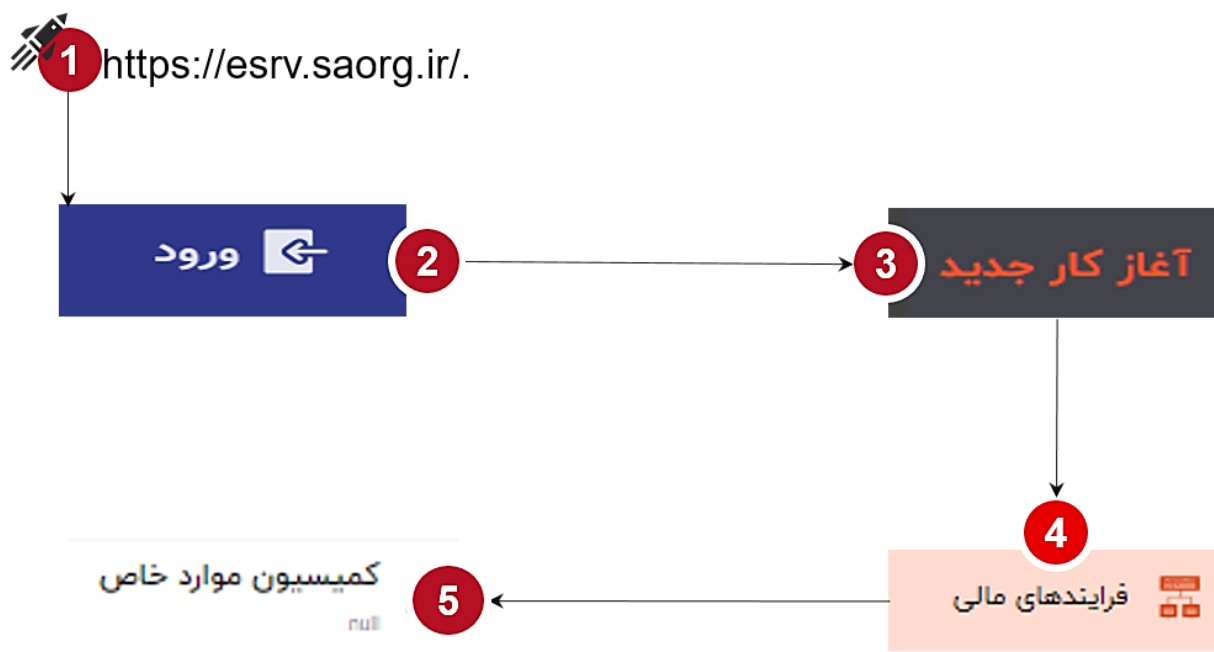 1 https://esrv.saorg.ir/.
ورود 2
3 آغاز کار جدید
4
فرایندهای مالی
5 کمیسیون موارد خاص
null